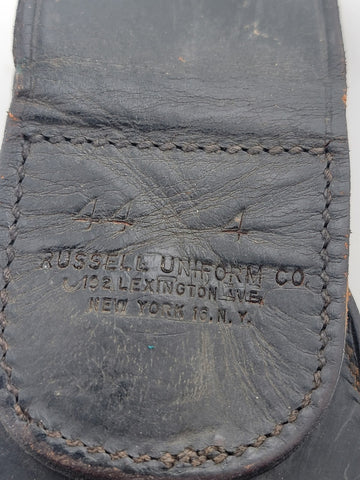 44 4
RUSSELL UNIFORM CO.
192 LEXINGTON AVE.
NEW YORK 16, N.Y.